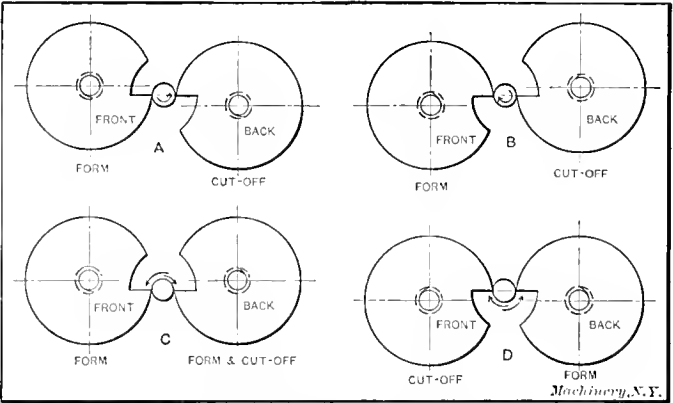 FRONT
A
BACK
FORM
CUT-OFF
FRONT
B
BACK
FORM
CUT-OFF
FRONT
C
BACK
FORM
FORM & CUT-OFF
FRONT
D
BACK
CUT-OFF
FORM
Machinery, N.Y.